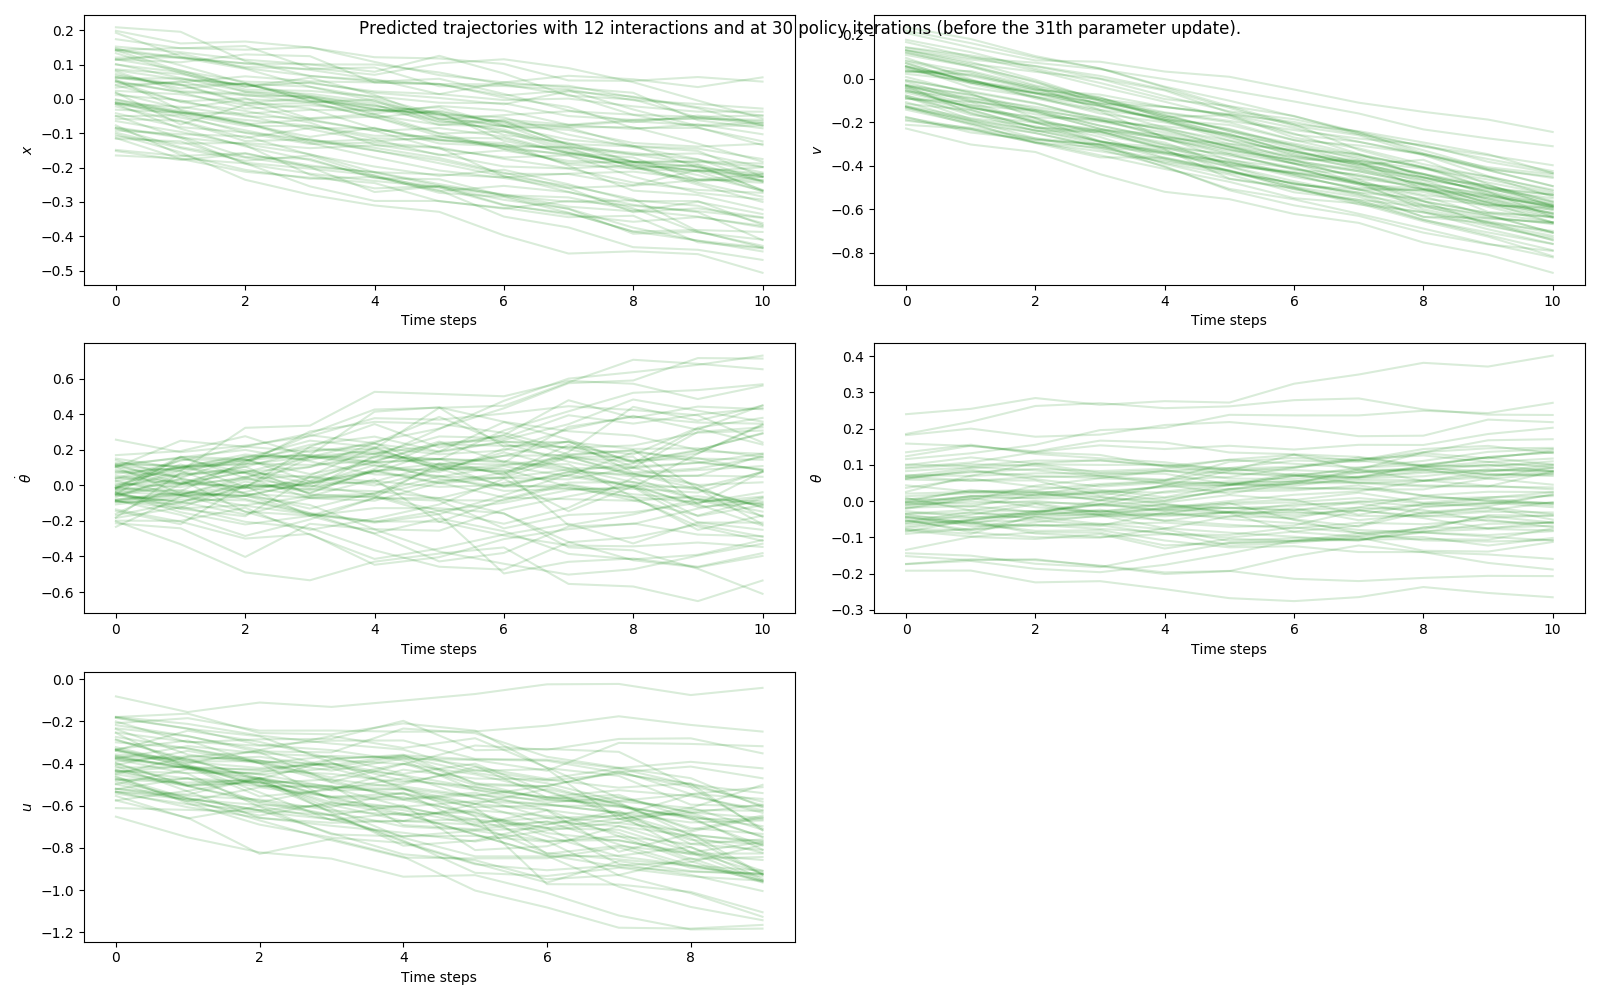 Predicted trajectories with 12 interactions and at 30 policy iterations (before the 31th parameter update).
0.2
0.1
0.0
−0.1
−0.2
−0.3
−0.4
−0.5
x
0 2 4 6 8 10
Time steps
0.2
0.0
−0.2
−0.4
−0.6
−0.8
v
0 2 4 6 8 10
Time steps
0.6
0.4
0.2
0.0
−0.2
−0.4
−0.6
θ̇
0 2 4 6 8 10
Time steps
0.4
0.3
0.2
0.1
0.0
−0.1
−0.2
−0.3
θ
0 2 4 6 8 10
Time steps
0.0
−0.2
−0.4
−0.6
−0.8
−1.0
−1.2
u
0 2 4 6 8
Time steps